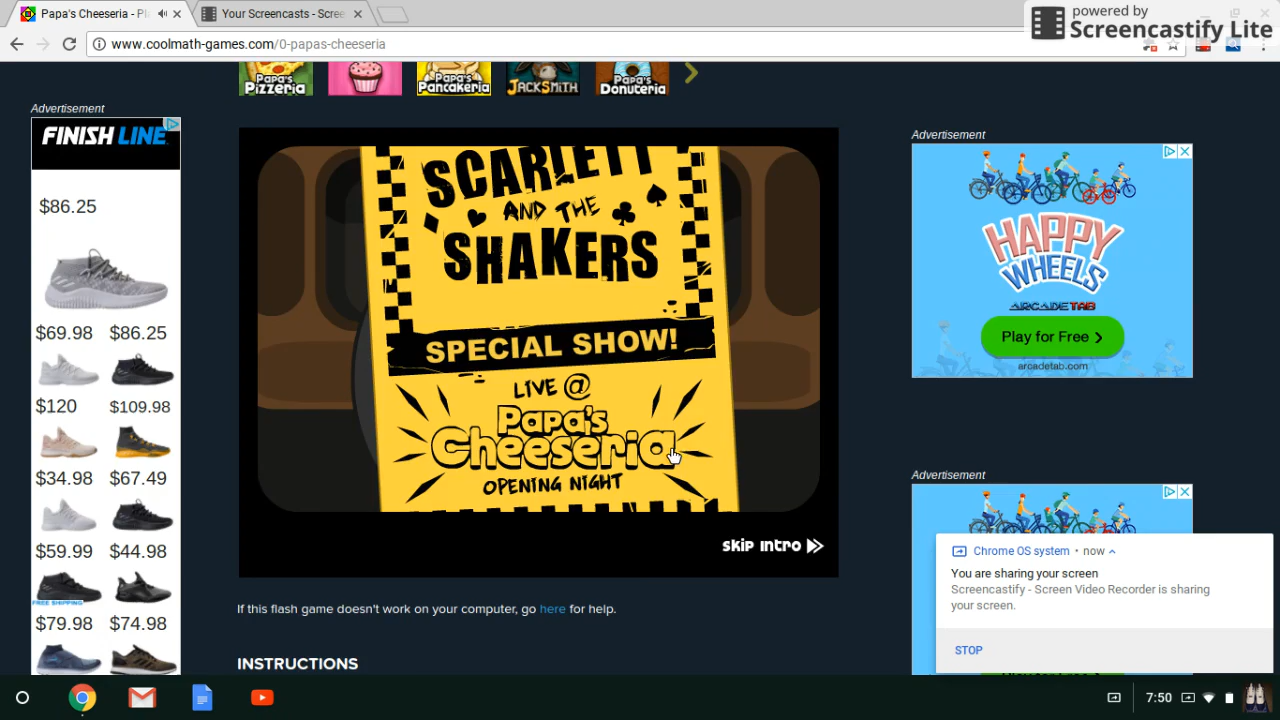 Papa's Cheeseria - Pl
Your Screencasts - Scree
powered by
Screencastify Lite
www.coolmath-games.com/0-papas-cheeseria
Papa's
Pizzeria
Papa's
Pancakeria
JACKSMITH
Papa's
Donuteria
Advertisement
FINISH LINE
$86.25
$69.98 $86.25
$120 $109.98
$34.98 $67.49
$59.99 $44.98
FREE SHIPPING
$79.98 $74.98
SCARLETT
AND THE
SHAKERS
SPECIAL SHOW!
LIVE @
Papa's
Cheeseria
OPENING NIGHT
skip intro
If this flash game doesn't work on your computer, go here for help.
INSTRUCTIONS
Advertisement
HAPPY
WHEELS
ARCADETAB
Play for Free >
arcadetab.com
Advertisement
Chrome OS system • now
You are sharing your screen
Screencastify - Screen Video Recorder is sharing
your screen.
STOP
7:50